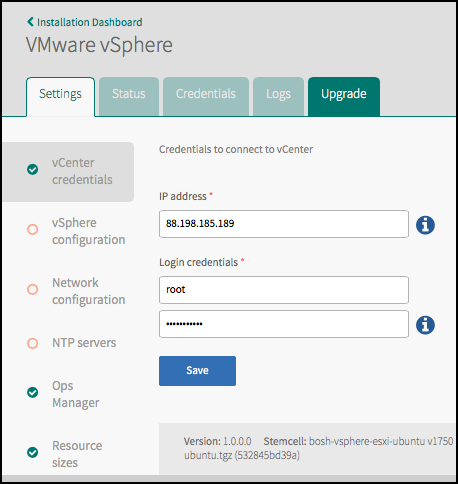 Installation Dashboard
VMware vSphere
Settings
Status
Credentials
Logs
Upgrade
vCenter
credentials
vSphere
configuration
Network
configuration
NTP servers
Ops
Manager
Resource
sizes
Credentials to connect to vCenter
IP address *
88.198.185.189
Login credentials *
root
•••••••••••
Save
Version: 1.0.0.0 Stemcell: bosh-vsphere-esxi-ubuntu v1750
ubuntu.tgz (532845bd39a)